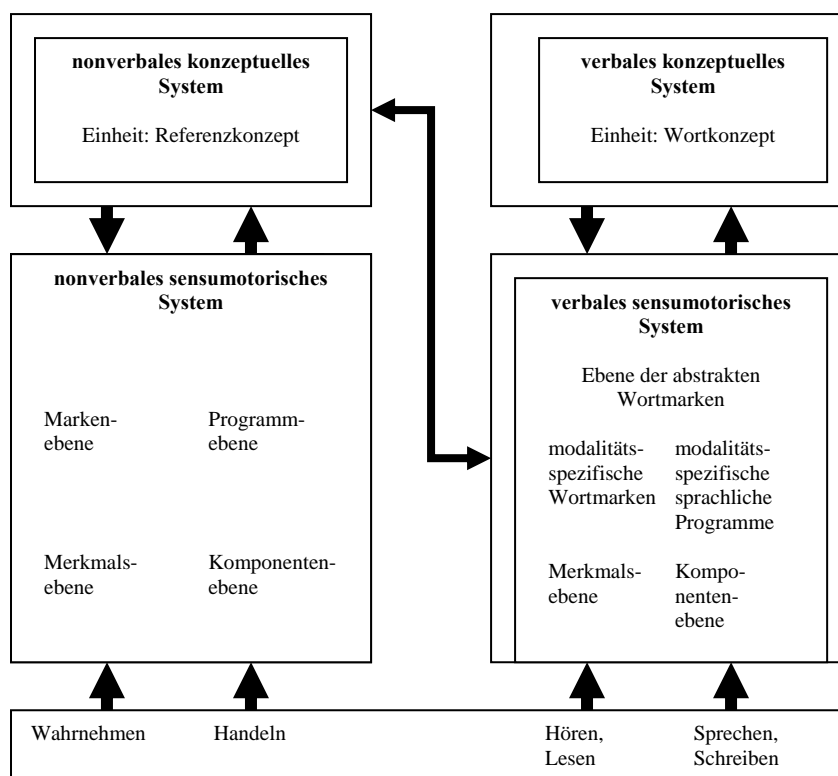 nonverbales konzeptuelles
System
Einheit: Referenzkonzept
verbales konzeptuelles
System
Einheit: Wortkonzept
nonverbales sensumotorisches
System
Marken-
ebene
Programm-
ebene
Merkmals-
ebene
Komponenten-
ebene
verbales sensumotorisches
System
Ebene der abstrakten
Wortmarken
modalitäts-
spezifische
Wortmarken
modalitäts-
spezifische
sprachliche
Programme
Merkmals-
ebene
Kompo-
nenten-
ebene
Wahrnehmen
Handeln
Hören,
Lesen
Sprechen,
Schreiben